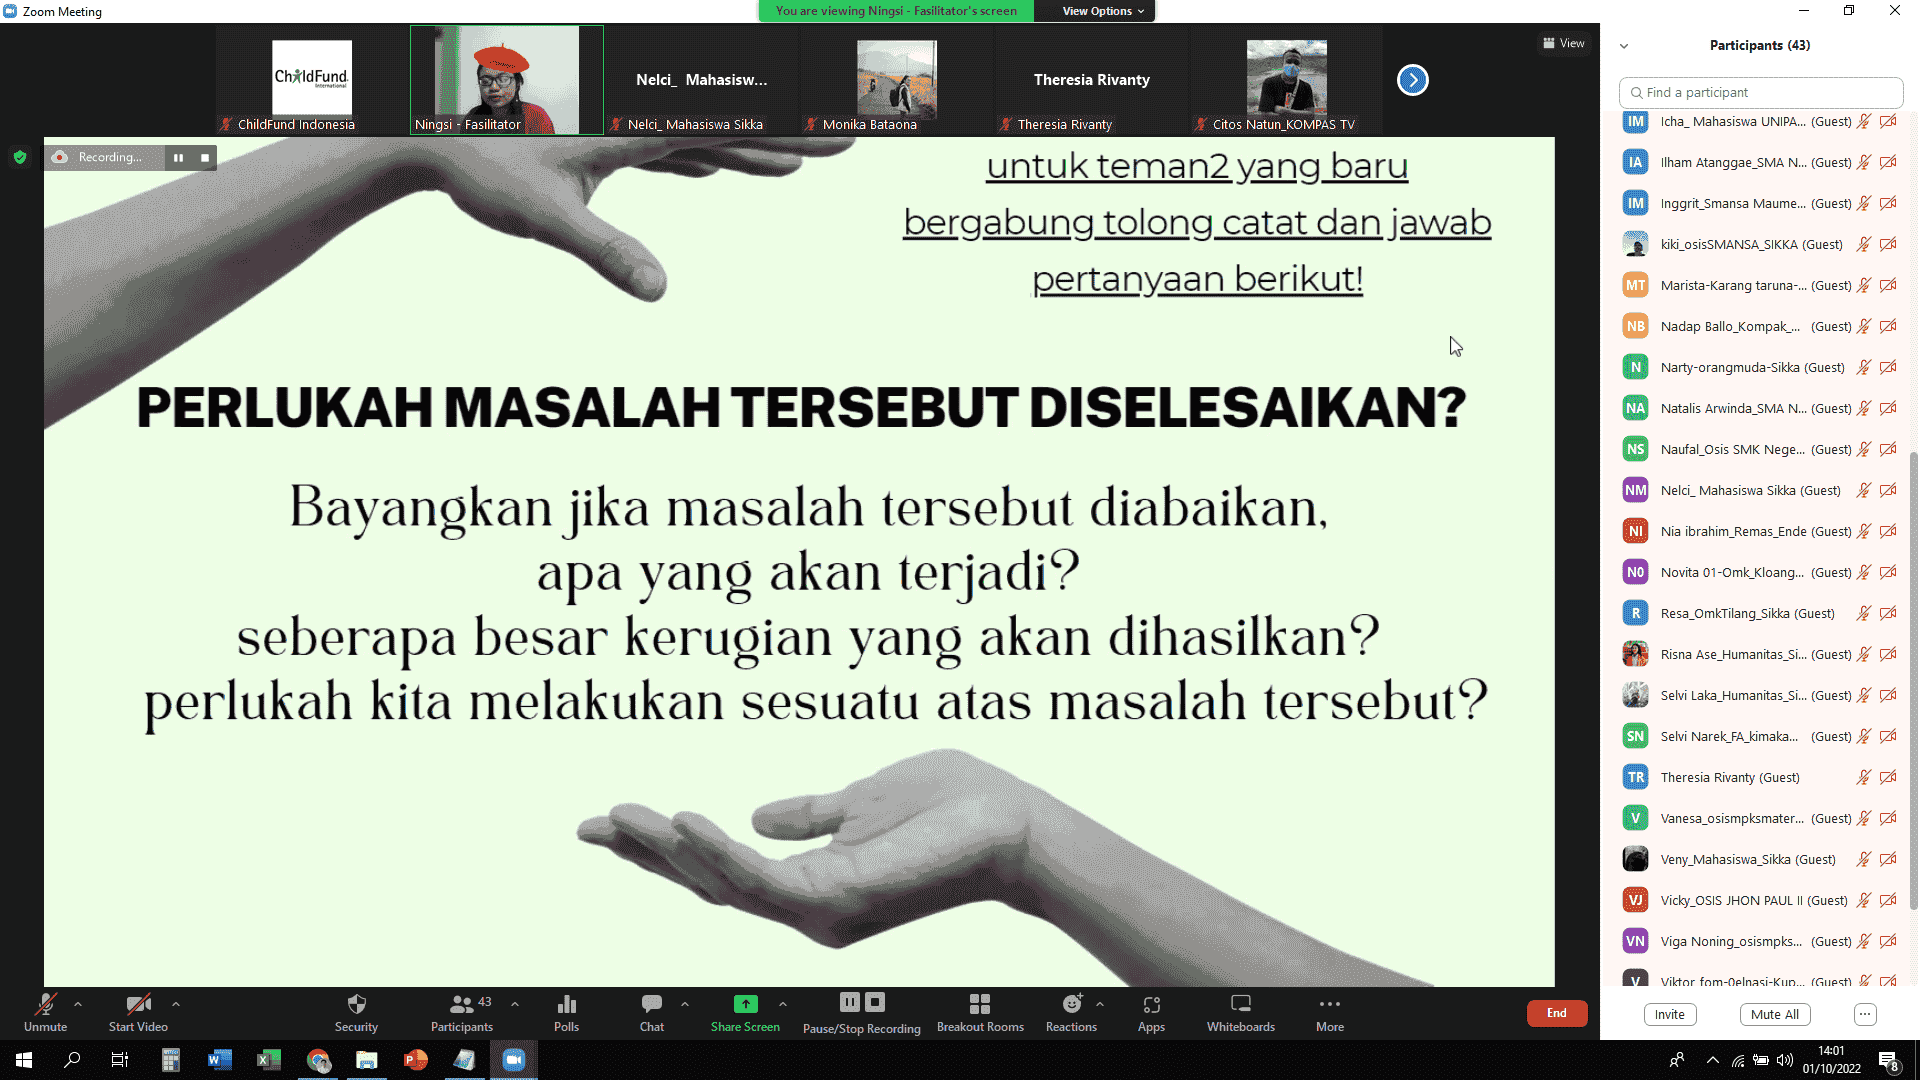 Zoom Meeting
You are viewing Ningsi - Fasilitator's screen
View Options
View
ChildFund
International
ChildFund Indonesia
Ningsi - Fasilitator
Nelci_ Mahasisw...
Nelci_ Mahasiswa Sikka
Monika Bataona
Theresia Rivanty
Theresia Rivanty
Citos Natun_KOMPAS TV
Recording...
untuk teman2 yang baru
bergabung tolong catat dan jawab
pertanyaan berikut!
PERLUKAH MASALAH TERSEBUT DISELESAIKAN?
Bayangkan jika masalah tersebut diabaikan,
apa yang akan terjadi?
seberapa besar kerugian yang akan dihasilkan?
perlukah kita melakukan sesuatu atas masalah tersebut?
Participants (43)
Find a participant
IM Icha_ Mahasiswa UNIPA... (Guest)
IA Ilham Atanggae_SMA N... (Guest)
IM Inggrit_Smansa Maume... (Guest)
kiki_osisSMANSA_SIKKA (Guest)
MT Marista-Karang taruna-... (Guest)
NB Nadap Ballo_Kompak_... (Guest)
N Narty-orangmuda-Sikka (Guest)
NA Natalis Arwinda_SMA N... (Guest)
NS Naufal_Osis SMK Nege... (Guest)
NM Nelci_ Mahasiswa Sikka (Guest)
NI Nia ibrahim_Remas_Ende (Guest)
N0 Novita 01-Omk_Kloang... (Guest)
R Resa_OmkTilang_Sikka (Guest)
Risna Ase_Humanitas_Si... (Guest)
Selvi Laka_Humanitas_Si... (Guest)
SN Selvi Narek_FA_kimaka... (Guest)
TR Theresia Rivanty (Guest)
V Vanesa_osismpksmater... (Guest)
Veny_Mahasiswa_Sikka (Guest)
VJ Vicky_OSIS JHON PAUL II (Guest)
VN Viga Noning_osismpks... (Guest)
V Viktor fom-0elnasi-Kup... (Guest)
Invite
Mute All
...
Unmute
Start Video
Security
43
Participants
Polls
Chat
Share Screen
Pause/Stop Recording
Breakout Rooms
Reactions
Apps
Whiteboards
More
End
14:01
01/10/2022
8